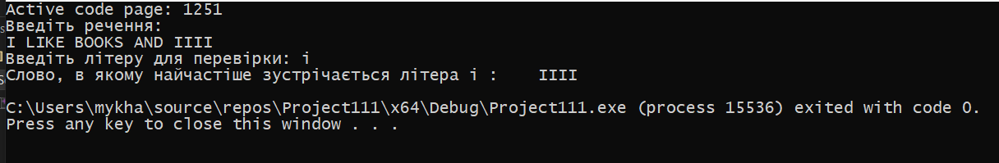 Active code page: 1251
Введіть речення:
I LIKE BOOKS AND IIII
Введіть літеру для перевірки: i
Слово, в якому найчастіше зустрічається літера i :    IIII
C:\Users\mykha\source\repos\Project111\x64\Debug\Project111.exe (process 15536) exited with code 0.
Press any key to close this window . . .